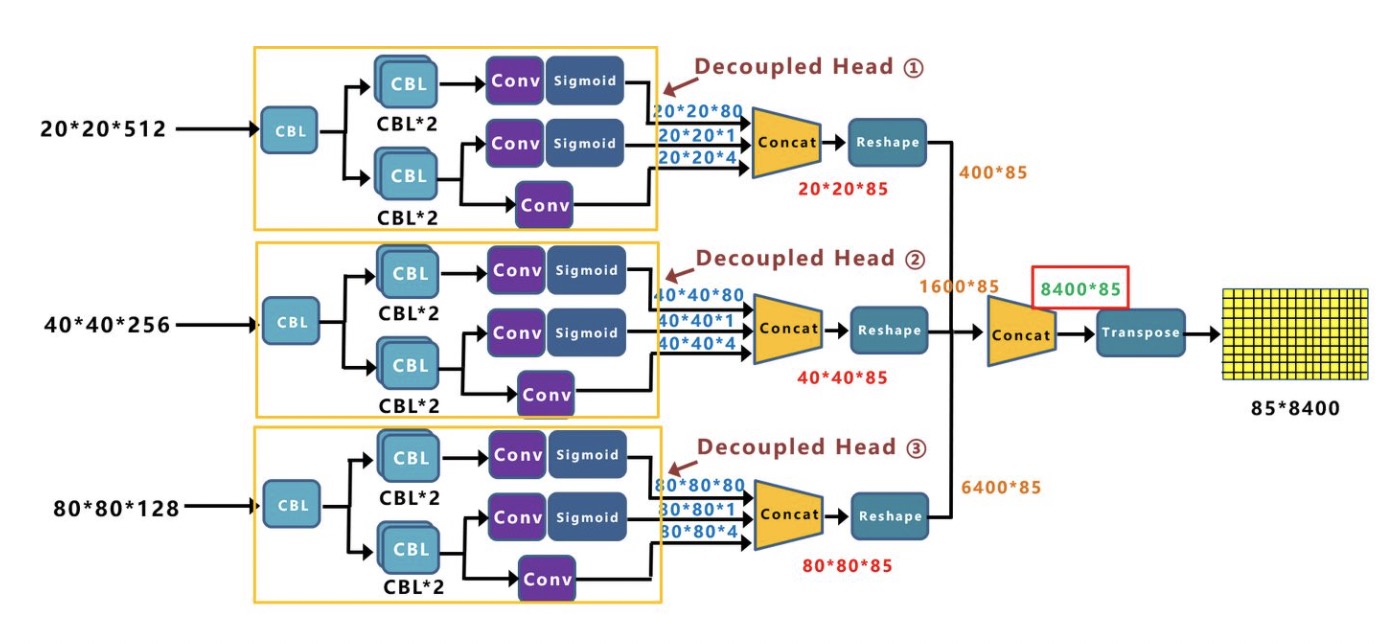 Decoupled Head ①
20*20*512
CBL
CBL
CBL*2
Conv
Sigmoid
20*20*80
Conv
Sigmoid
20*20*1
CBL
CBL*2
Conv
20*20*4
Concat
Reshape
20*20*85
400*85
Decoupled Head ②
40*40*256
CBL
CBL
CBL*2
Conv
Sigmoid
40*40*80
Conv
Sigmoid
40*40*1
CBL
CBL*2
Conv
40*40*4
Concat
Reshape
40*40*85
1600*85
Concat
8400*85
Transpose
85*8400
Decoupled Head ③
80*80*128
CBL
CBL
CBL*2
Conv
Sigmoid
80*80*80
Conv
Sigmoid
80*80*1
CBL
CBL*2
Conv
80*80*4
Concat
Reshape
80*80*85
6400*85